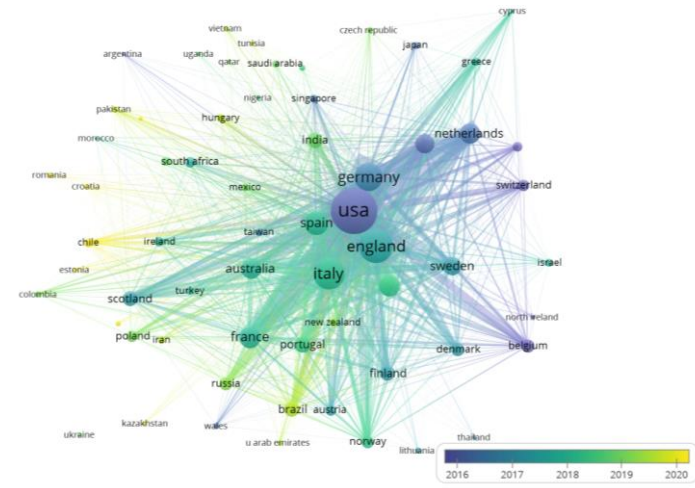 cyprus
vietnam
czech republic
tunisia
japan
argentina
uganda
qatar
saudi arabia
greece
nigeria
singapore
pakistan
hungary
india
netherlands
morocco
south africa
romania
germany
croatia
mexico
switzerland
usa
spain
taiwan
chile
ireland
england
estonia
australia
italy
sweden
israel
colombia
scotland
turkey
north ireland
new zealand
poland
iran
france
portugal
denmark
belgium
finland
russia
brazil
austria
kazakhstan
wales
ukraine
u arab emirates
norway
lithuania
thailand
2016 2017 2018 2019 2020